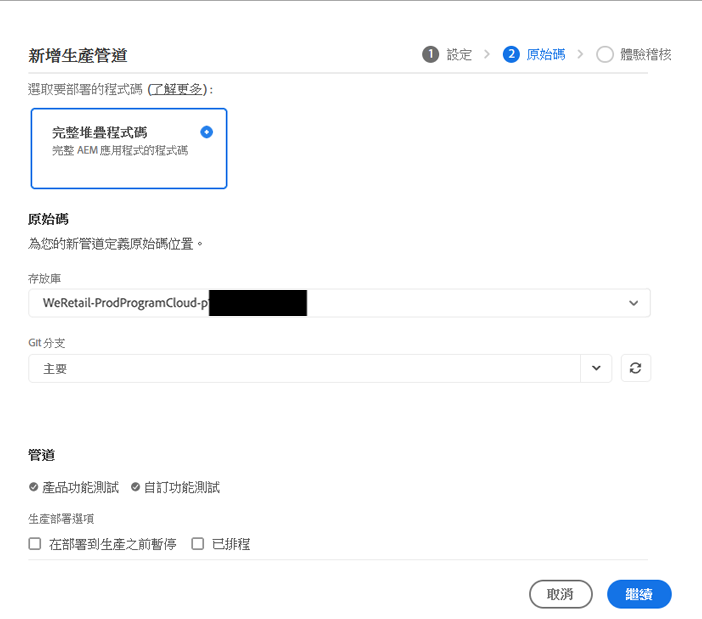 新增生產管道
1 設定 > 2 原始碼 > 體驗稽核
選取要部署的程式碼 (了解更多) :
完整堆疊程式碼
完整 AEM 應用程式的程式碼
原始碼
為您的新管道定義原始碼位置。
存放庫
WeRetail-ProdProgramCloud-p
Git 分支
主要
管道
產品功能測試 自訂功能測試
生產部署選項
在部署到生產之前暫停 已排程
取消 繼續